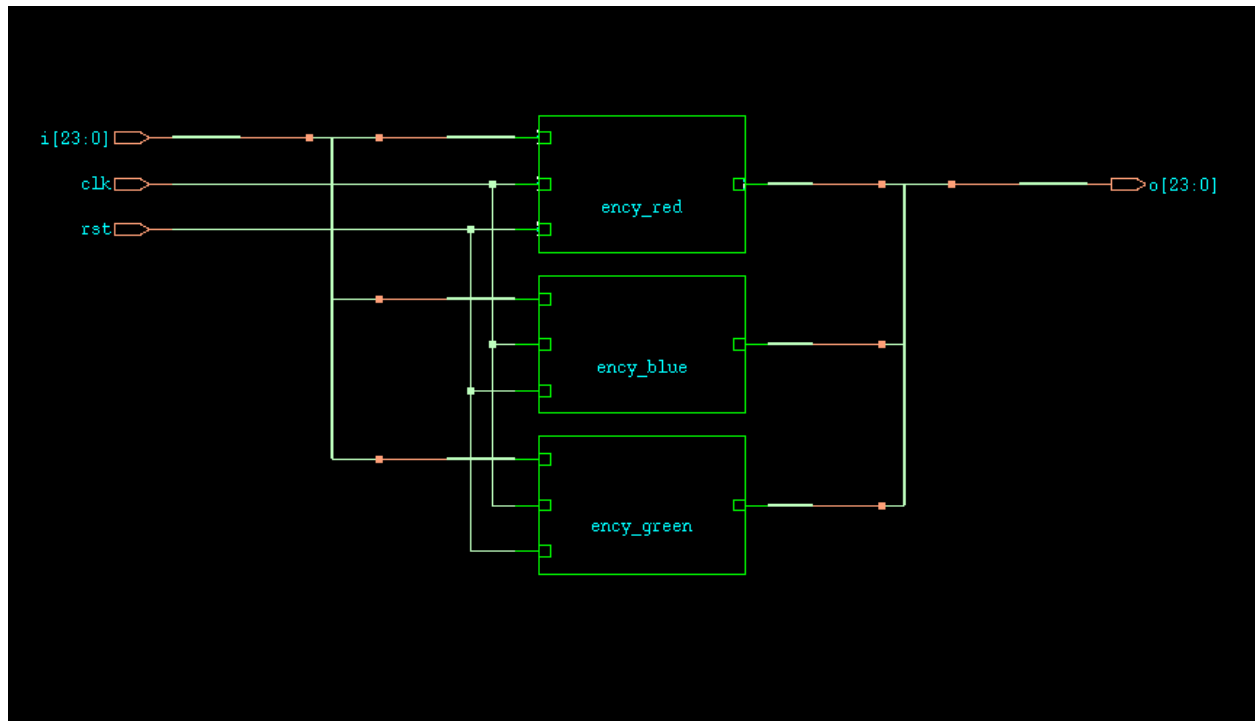 i[23:0]
clk
rst
ency_red
o[23:0]
ency_blue
ency_green